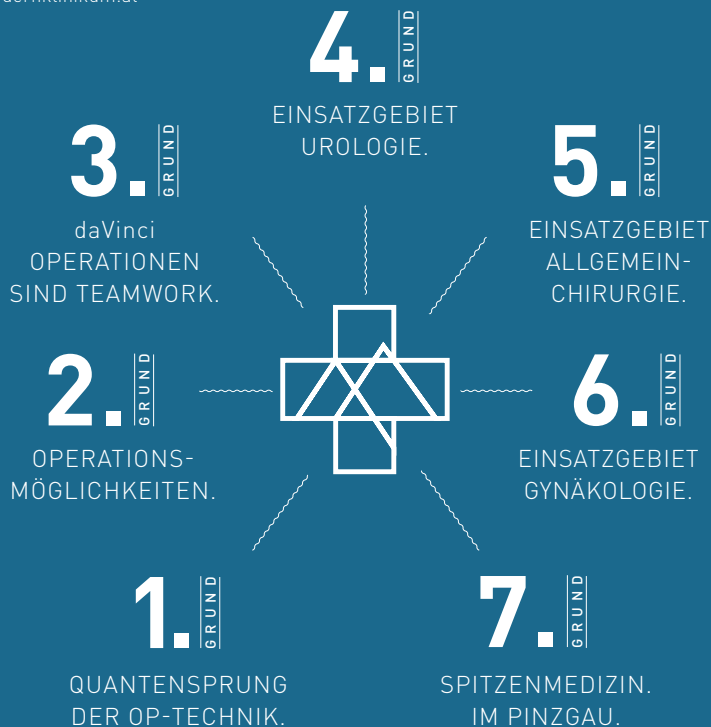 4. GRUND
EINSATZGEBIET
UROLOGIE.
3. GRUND
daVinci
OPERATIONEN
SIND TEAMWORK.
5. GRUND
EINSATZGEBIET
ALLGEMEIN-
CHIRURGIE.
2. GRUND
OPERATIONS-
MÖGLICHKEITEN.
6. GRUND
EINSATZGEBIET
GYNÄKOLOGIE.
1. GRUND
QUANTENSPRUNG
DER OP-TECHNIK.
7. GRUND
SPITZENMEDIZIN.
IM PINZGAU.